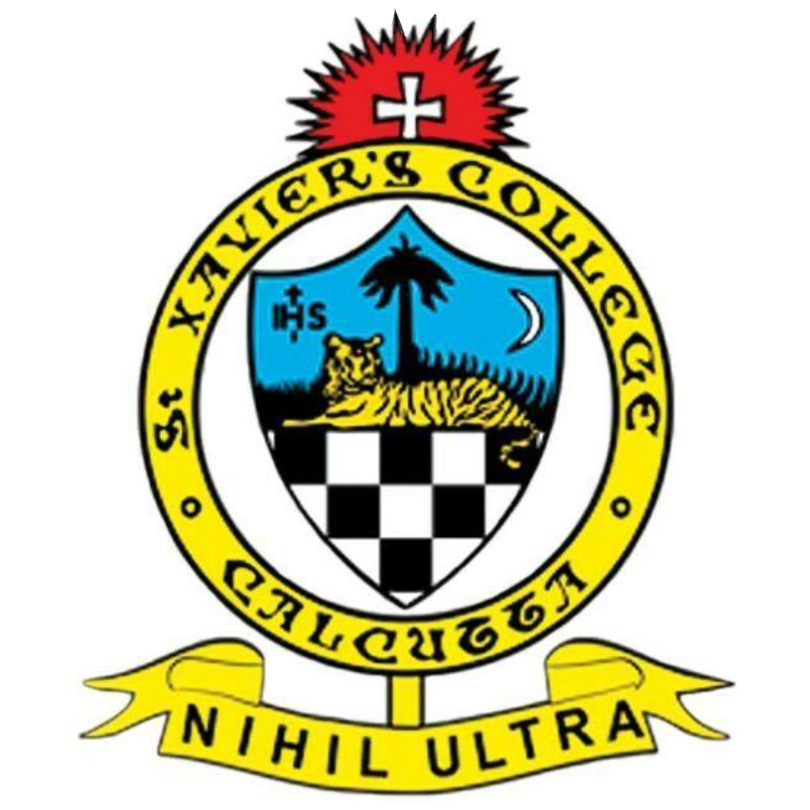 St XAVIER'S COLLEGE
IHS
CALCUTTA
NIHIL ULTRA